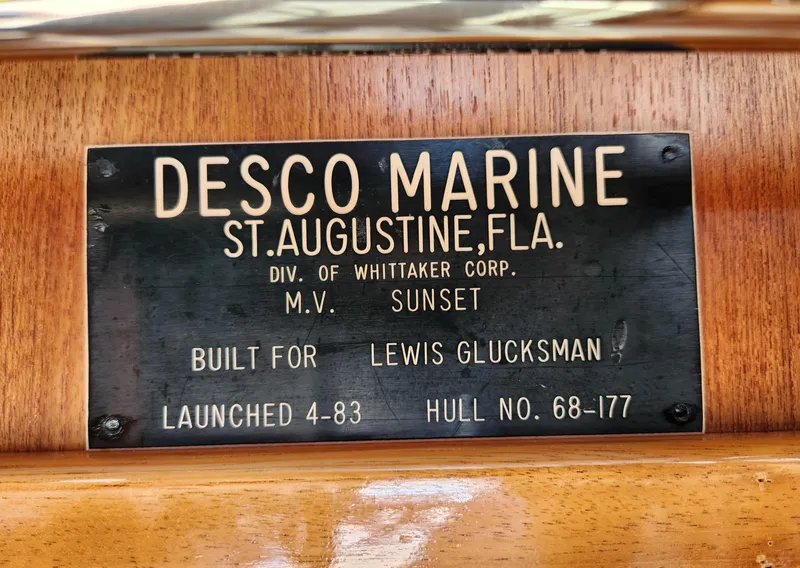 DESCO MARINE
ST.AUGUSTINE,FLA.
DIV. OF WHITTAKER CORP.
M.V. SUNSET
BUILT FOR LEWIS GLUCKSMAN
LAUNCHED 4-83 HULL NO. 68-177